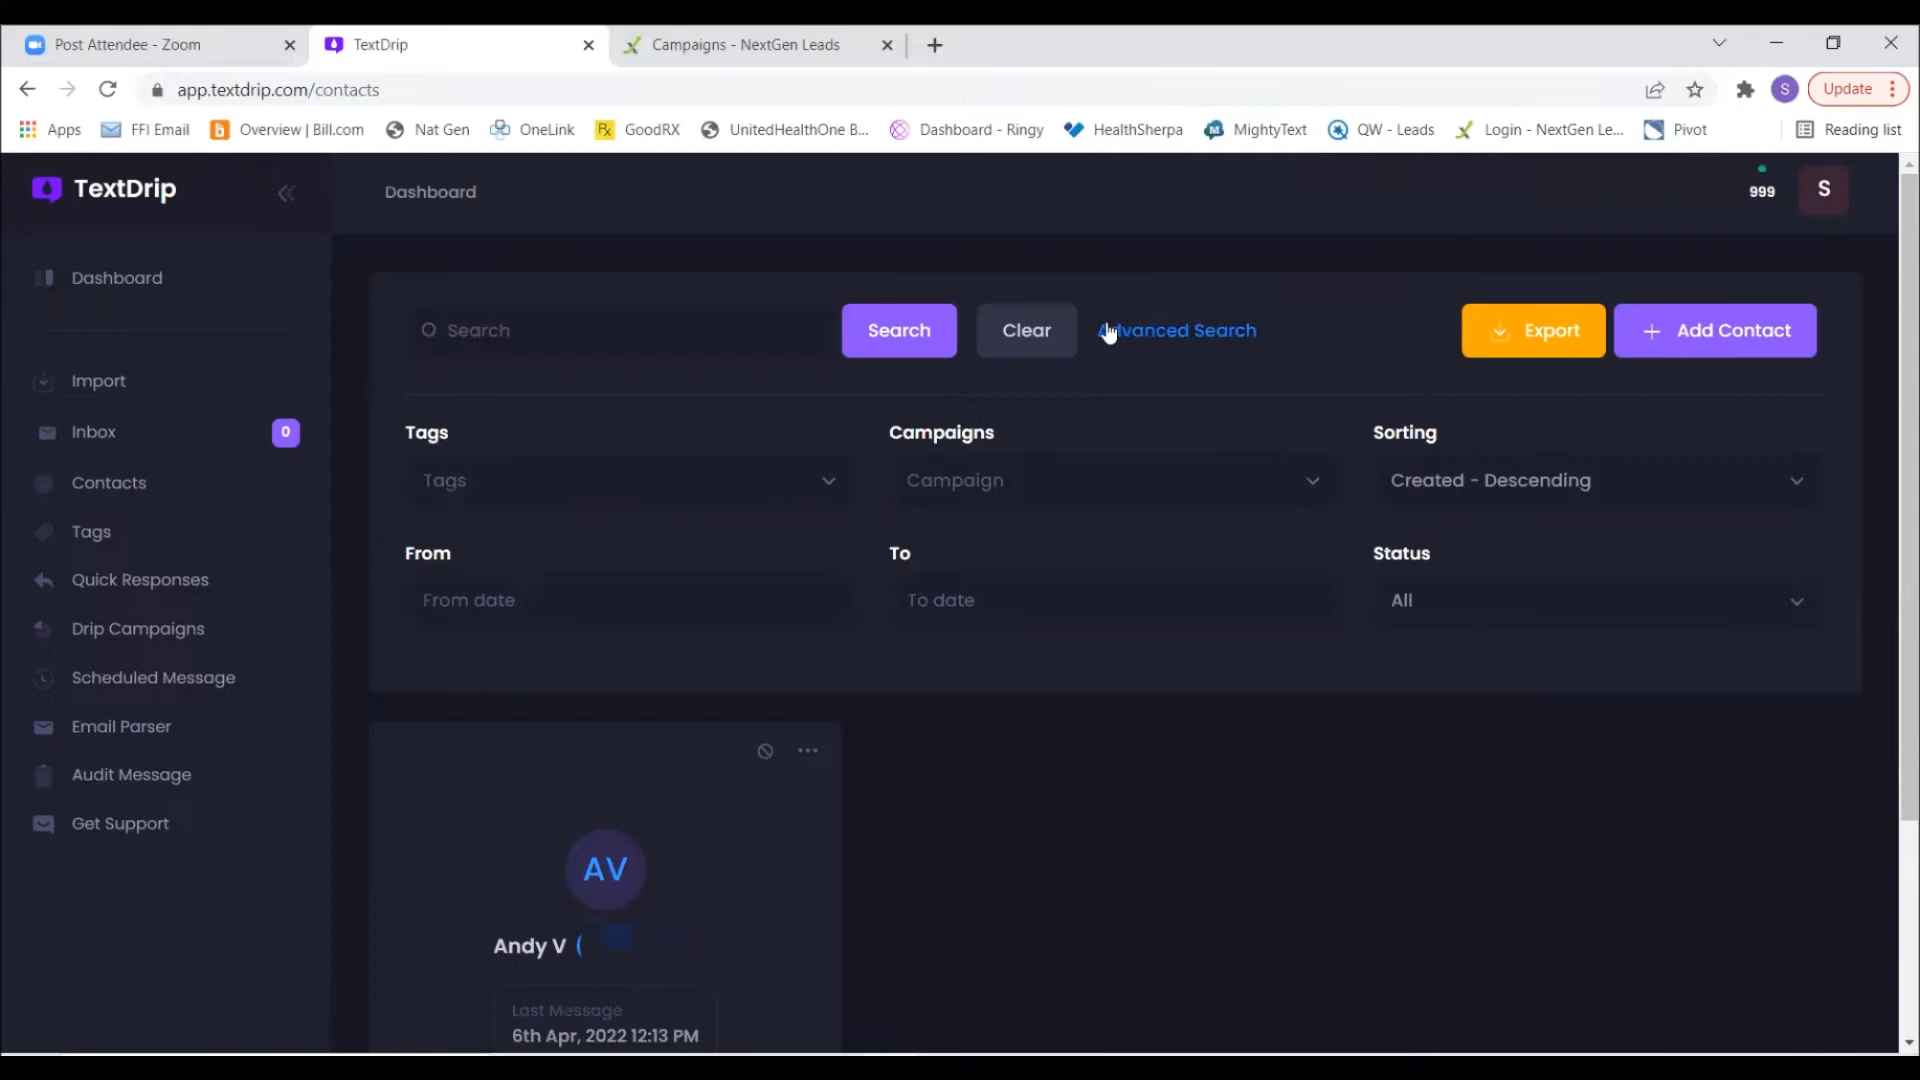 Post Attendee - Zoom
TextDrip
Campaigns - NextGen Leads
app.textdrip.com/contacts
S
Update
Apps
FFI Email
Overview | Bill.com
Nat Gen
OneLink
GoodRX
UnitedHealthOne B...
Dashboard - Ringy
HealthSherpa
MightyText
QW - Leads
Login - NextGen Le...
Pivot
Reading list
TextDrip
Dashboard
999
S
Dashboard
Search
Search
Clear
Advanced Search
Export
Add Contact
Import
Inbox
0
Contacts
Tags
Quick Responses
Drip Campaigns
Scheduled Message
Email Parser
Audit Message
Get Support
Tags
Campaigns
Sorting
Tags
Campaign
Created - Descending
From
To
Status
From date
To date
All
AV
Andy V (
Last Message
6th Apr, 2022 12:13 PM